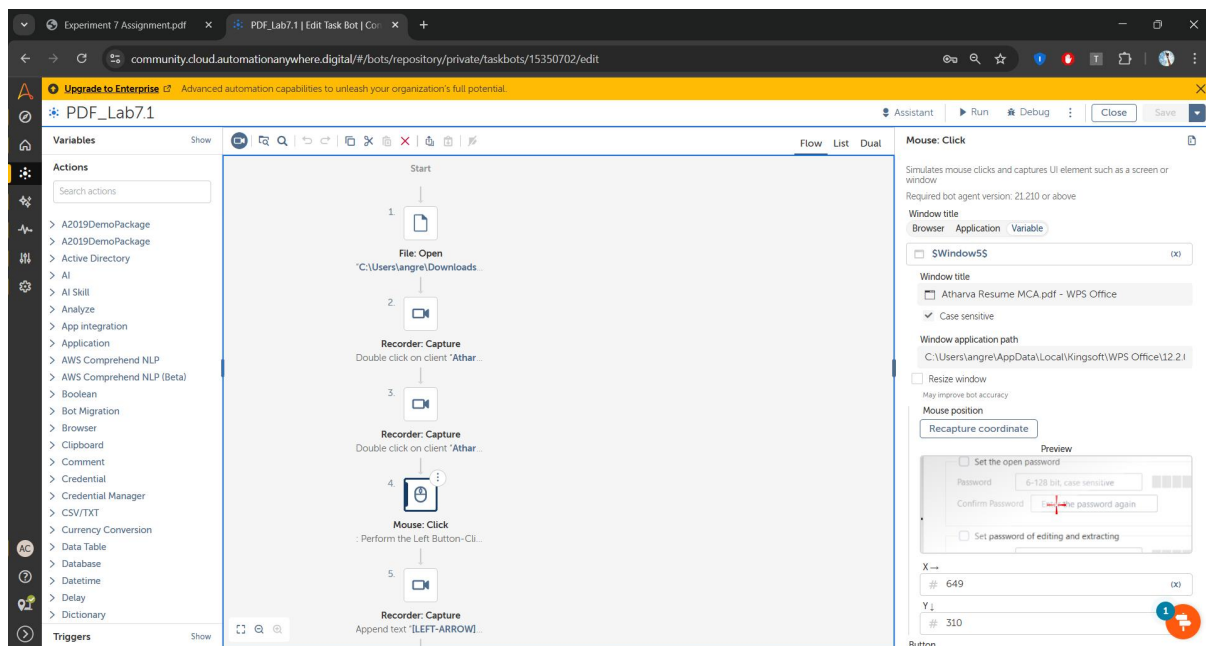 Experiment 7 Assignment.pdf
PDF_Lab7.1 | Edit Task Bot | Con
community.cloud.automationanywhere.digital/#/bots/repository/private/taskbots/15350702/edit
Upgrade to Enterprise Advanced automation capabilities to unleash your organization's full potential.
PDF_Lab7.1
Assistant Run Debug Close Save
Variables Show
Actions
Search actions
A2019DemoPackage
A2019DemoPackage
Active Directory
AI
AI Skill
Analyze
App integration
Application
AWS Comprehend NLP
AWS Comprehend NLP (Beta)
Boolean
Bot Migration
Browser
Clipboard
Comment
Credential
Credential Manager
CSV/TXT
Currency Conversion
Data Table
Database
Datetime
Delay
Dictionary
Triggers Show
AC
Flow List Dual
Start
1.
File: Open
"C:\Users\angre\Downloads...
2.
Recorder: Capture
Double click on client "Athar...
3.
Recorder: Capture
Double click on client "Athar...
4.
Mouse: Click
: Perform the Left Button-Cli...
5.
Recorder: Capture
Append text "[LEFT-ARROW]...
Mouse: Click
Simulates mouse clicks and captures UI element such as a screen or
window
Required bot agent version: 21.210 or above
Window title
Browser Application Variable
$Window5$ (x)
Window title
Atharva Resume MCA.pdf - WPS Office
Case sensitive
Window application path
C:\Users\angre\AppData\Local\Kingsoft\WPS Office\12.2.(
Resize window
May improve bot accuracy
Mouse position
Recapture coordinate
Preview
Set the open password
Password 6-128 bit, case sensitive
Confirm Password the password again
Set password of editing and extracting
X→
# 649 (x)
Y↓
# 310
1
Button